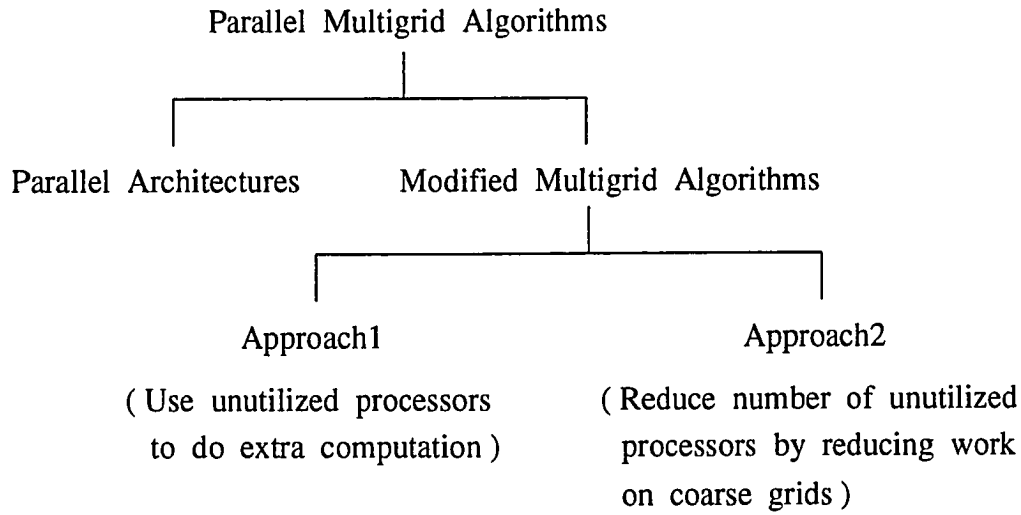 Parallel Multigrid Algorithms
Parallel Architectures
Modified Multigrid Algorithms
Approach1
( Use unutilized processors
to do extra computation )
Approach2
( Reduce number of unutilized
processors by reducing work
on coarse grids )